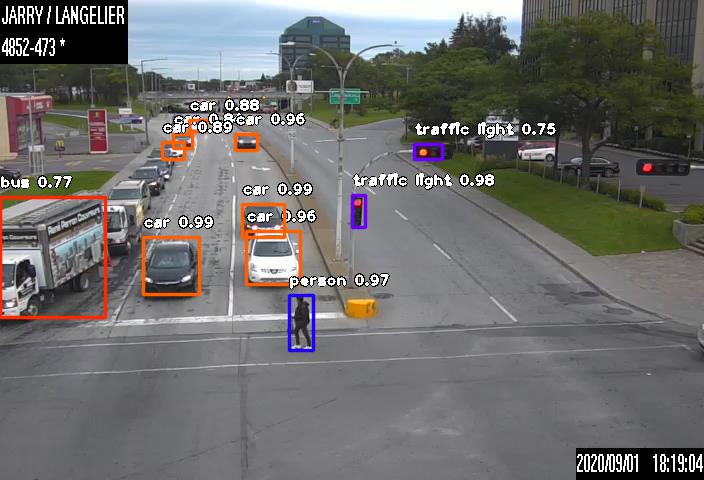 JARRY / LANGELIER
4852-473 *
car 0.88
car 0.96
car 0.89
traffic light 0.75
bus 0.77
traffic light 0.98
car 0.99
car 0.96
car 0.99
person 0.97
2020/09/01 18:19:04